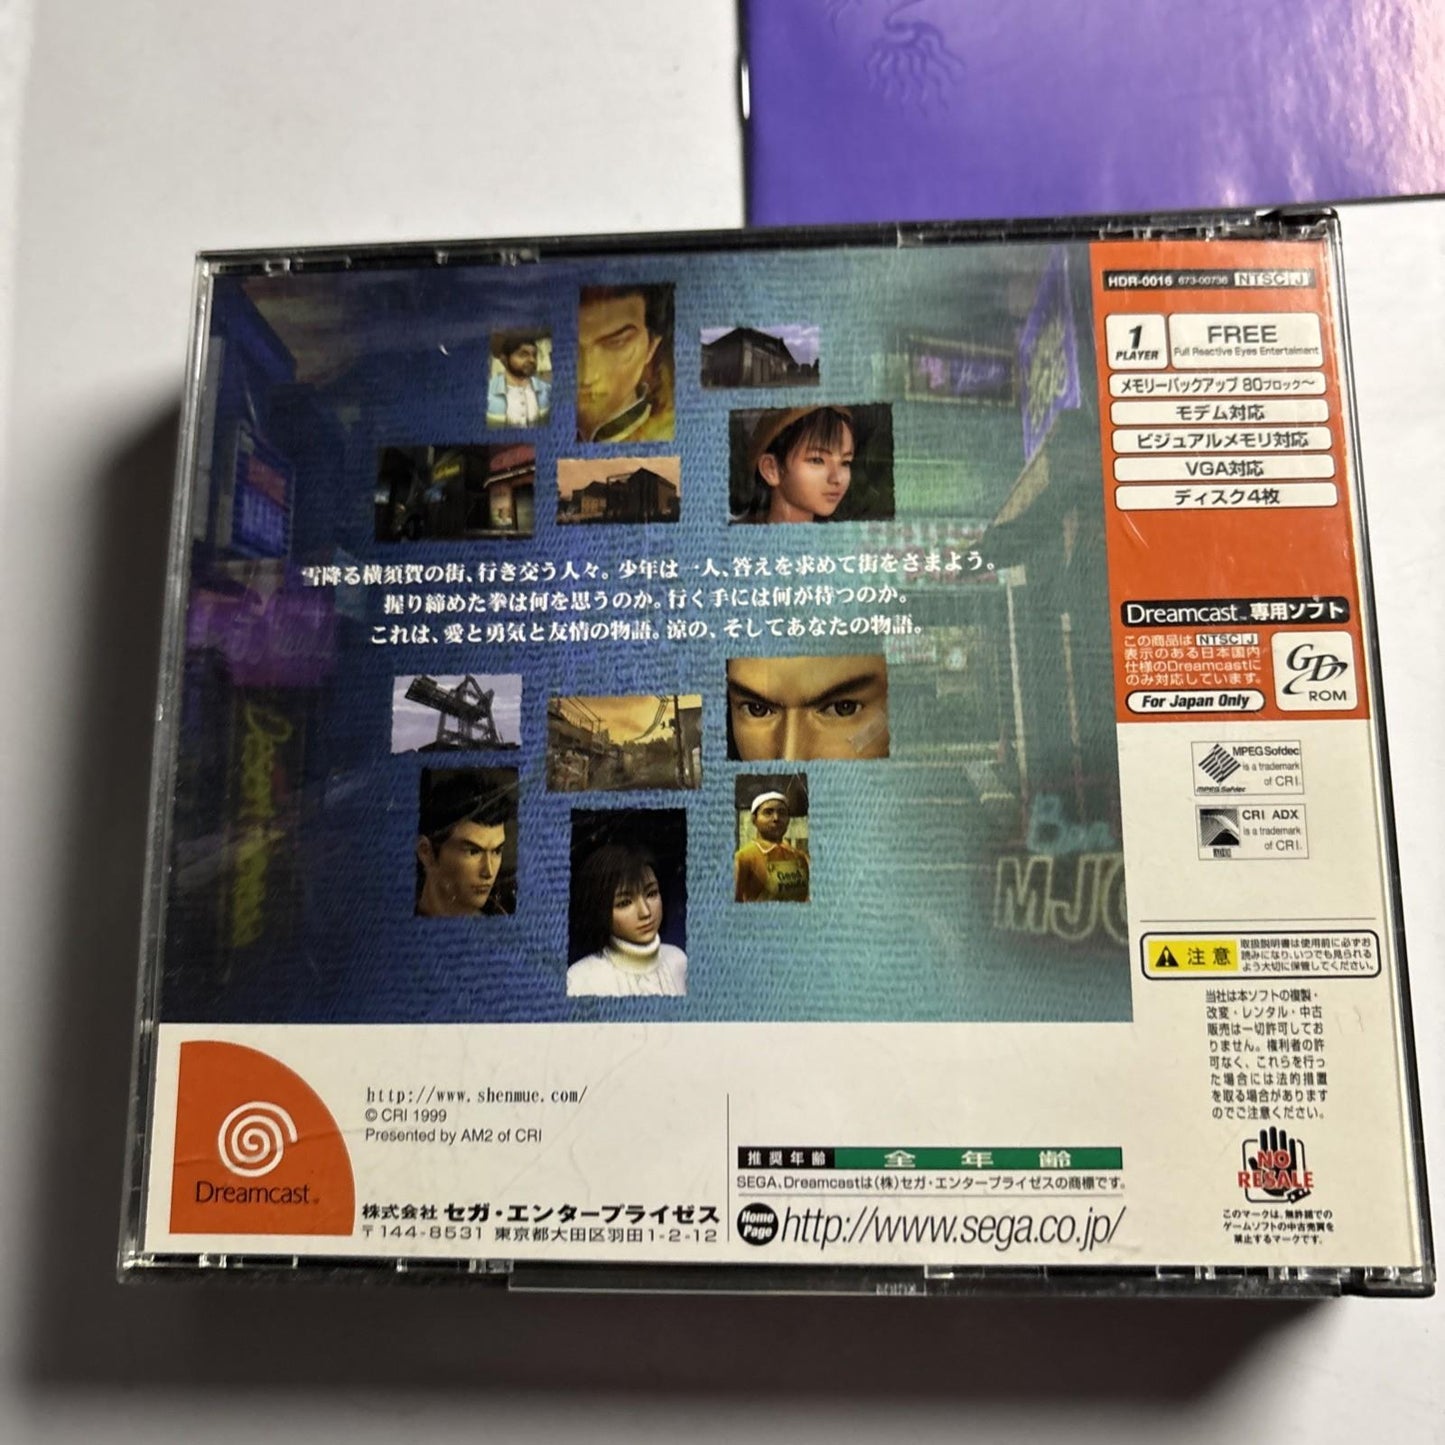 HDR-0016 673-00736 NTSC J
1 PLAYER
FREE
Full Reactive Eyes Entertaiment
メモリーバックアップ 80ブロック〜
モデム対応
ビジュアルメモリ対応
VGA対応
ディスク4枚
雪降る横須賀の街、行き交う人々。少年は一人、答えを求めて街をさまよう。
握り締めた拳は何を思うのか。行く手には何が待つのか。
これは、愛と勇気と友情の物語。涼の、そしてあなたの物語。
Good
MJQ
Dreamcast™専用ソフト
この商品は NTSC J
表示のある日本国内
仕様のDreamcastに
のみ対応しています。
For Japan Only
GD
ROM
MPEG Sofdec
is a trademark
of CRI.
MPEG Sofdec
CRI ADX
is a trademark
of CRI.
注意
取扱説明書は使用前に必ずお
読みになり、いつでも見られる
よう大切に保管してください。
当社は本ソフトの複製・
改変・レンタル・中古
販売は一切許可してお
りません。権利者の許
可なく、これらを行っ
た場合には法的措置
を取る場合があります
のでご注意ください。
NO
RESALE
このマークは、無許諾での
ゲームソフトの中古売買を
禁止するマークです。
Dreamcast™
http://www.shenmue.com/
© CRI 1999
Presented by AM2 of CRI
株式会社 セガ・エンタープライゼス
〒144-8531 東京都大田区羽田1-2-12
推奨年齢 全年齢
SEGA、Dreamcastは(株)セガ・エンタープライゼスの商標です。
Home Page http://www.sega.co.jp/